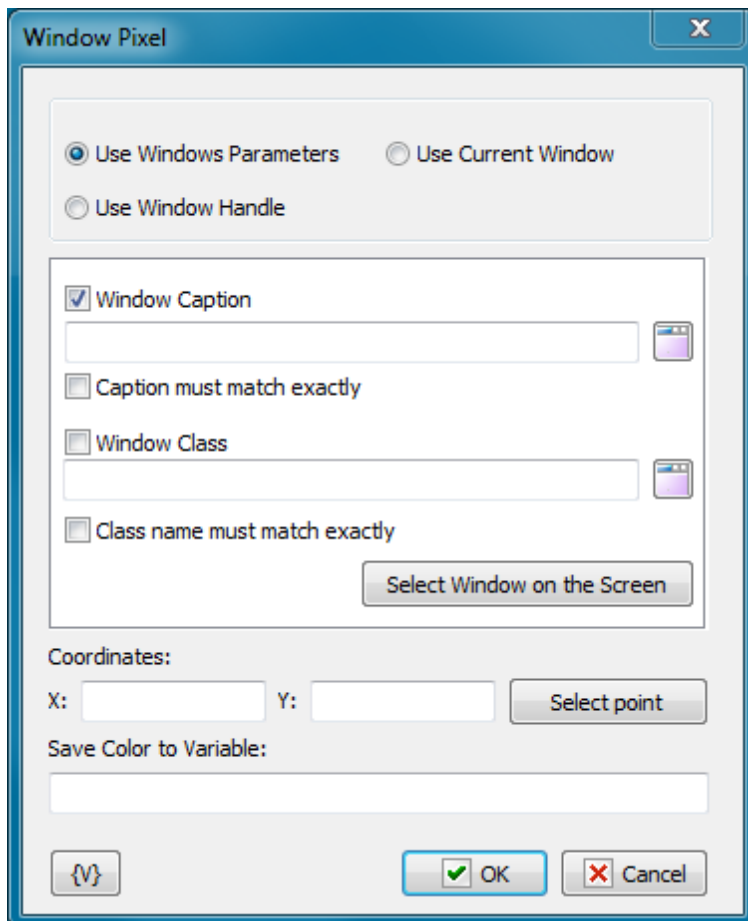 Window Pixel
Use Windows Parameters Use Current Window
Use Window Handle
Window Caption
Caption must match exactly
Window Class
Class name must match exactly
Select Window on the Screen
Coordinates:
X: Y: Select point
Save Color to Variable:
{V} OK Cancel